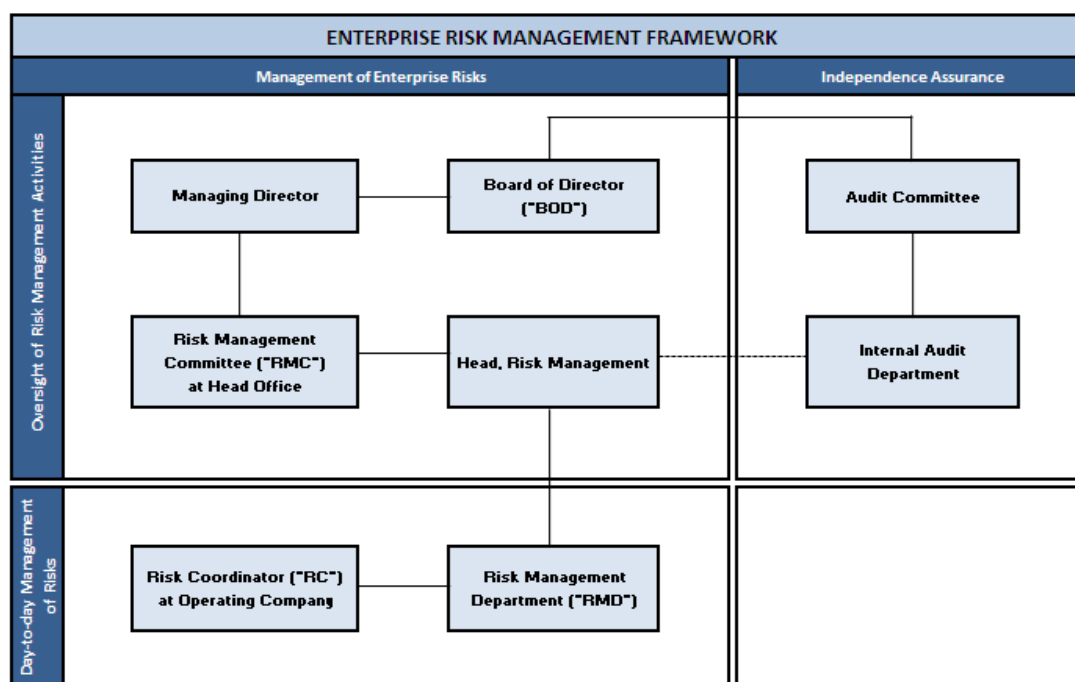 ENTERPRISE RISK MANAGEMENT FRAMEWORK
Management of Enterprise Risks
Independence Assurance
Oversight of Risk Management Activities
Managing Director
Board of Director
("BOD")
Audit Committee
Risk Management
Committee ("RMC")
at Head Office
Head, Risk Management
Internal Audit
Department
Day-to-day Management
of Risks
Risk Coordinator ("RC")
at Operating Company
Risk Management
Department ("RMD")